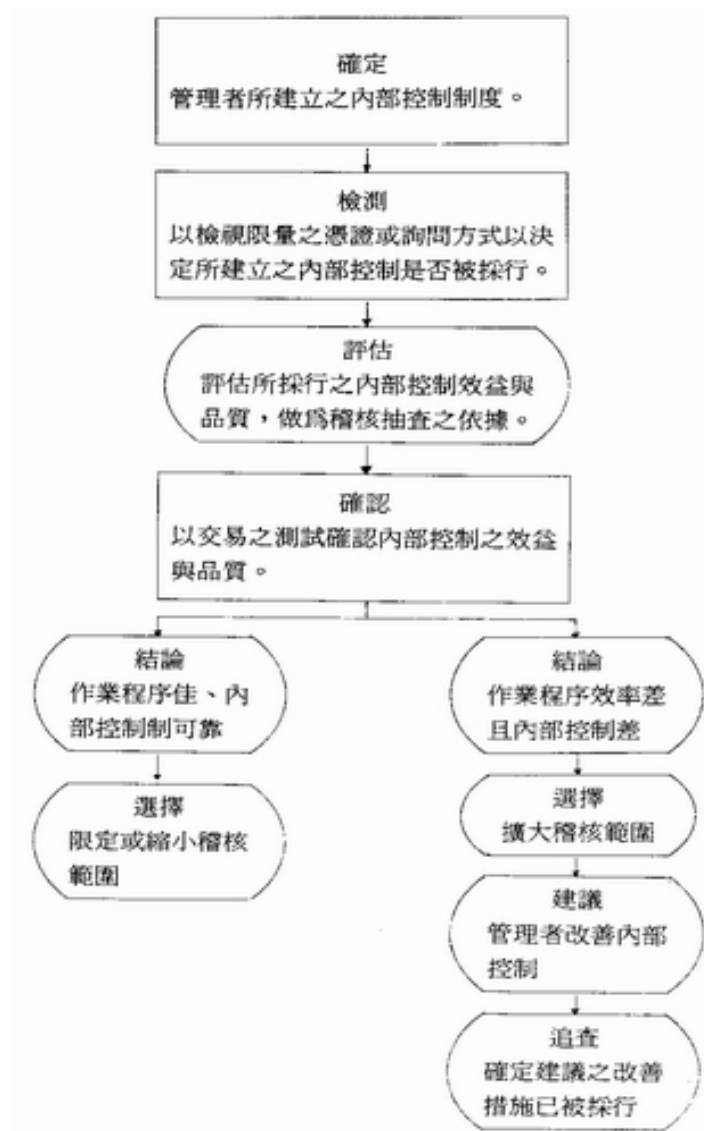 確定
管理者所建立之內部控制制度。
檢測
以檢視限量之憑證或詢問方式以決
定所建立之內部控制是否被採行。
評估
評估所採行之內部控制效益與
品質，做爲稽核抽查之依據。
確認
以交易之測試確認內部控制之效益
與品質。
結論
作業程序佳、內
部控制制可靠
選擇
限定或縮小稽核
範圍
結論
作業程序效率差
且內部控制差
選擇
擴大稽核範圍
建議
管理者改善內部
控制
追查
確定建議之改善
措施已被採行